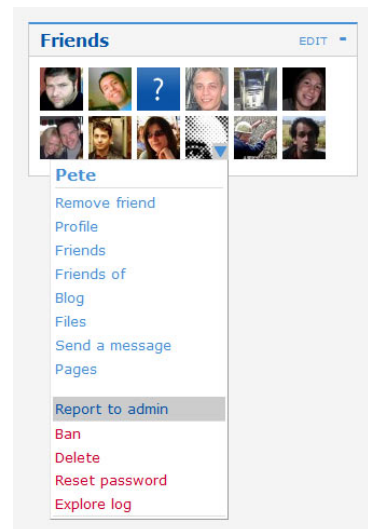 Friends EDIT -
?
Pete
Remove friend
Profile
Friends
Friends of
Blog
Files
Send a message
Pages
Report to admin
Ban
Delete
Reset password
Explore log